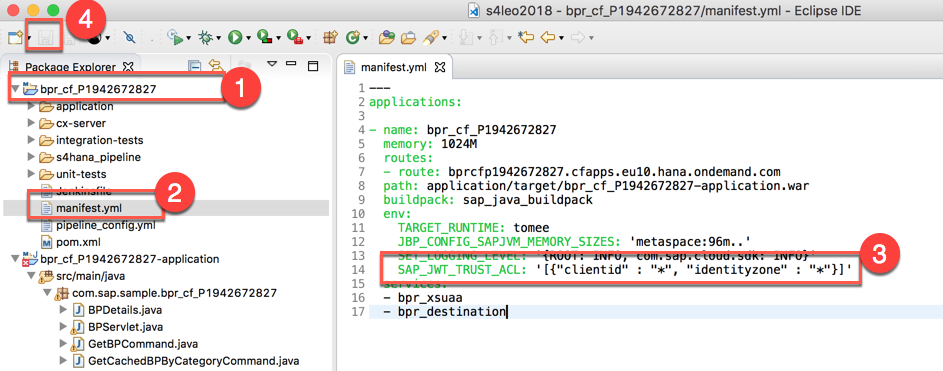 4
s4leo2018 - bpr_cf_P1942672827/manifest.yml - Eclipse IDE
Package Explorer
1
bpr_cf_P1942672827
application
cx-server
integration-tests
s4hana_pipeline
unit-tests
Jenkinsfile
2
manifest.yml
pipeline_config.yml
pom.xml
bpr_cf_P1942672827-application
src/main/java
com.sap.sample.bpr_cf_P1942672827
BPDetails.java
BPServlet.java
GetBPCommand.java
GetCachedBPByCategoryCommand.java
manifest.yml
1 ---
2 applications:
3
4 - name: bpr_cf_P1942672827
5 memory: 1024M
6 routes:
7 - route: bprcfp1942672827.cfapps.eu10.hana.ondemand.com
8 path: application/target/bpr_cf_P1942672827-application.war
9 buildpack: sap_java_buildpack
10 env:
11 TARGET_RUNTIME: tomee
12 JBP_CONFIG_SAPJVM_MEMORY_SIZES: 'metaspace:96m..'
13 SET_LOGGING_LEVEL: '{ROOT: INFO, com.sap.cloud.sdk: INFO}'
14 SAP_JWT_TRUST_ACL: '[{"clientid" : "*", "identityzone" : "*"}]'
3
15 services:
16 - bpr_xsuaa
17 - bpr_destination